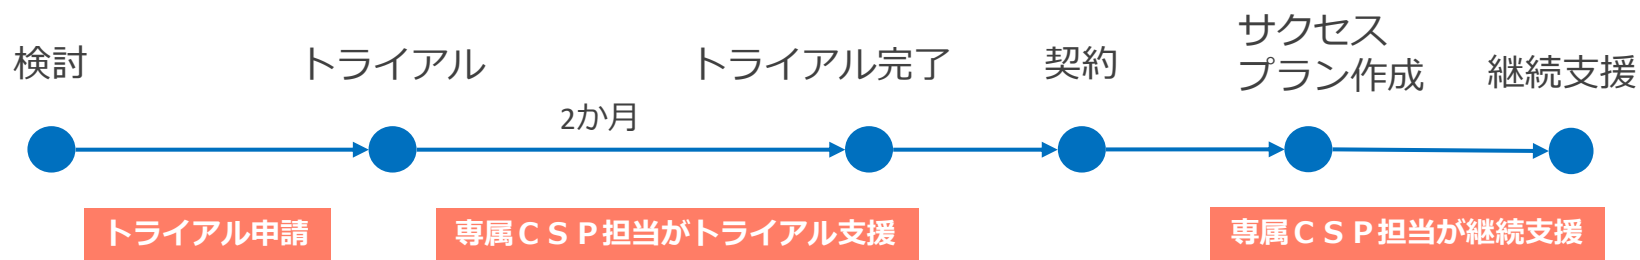 検討
トライアル
2か月
トライアル完了
契約
サクセス
プラン作成
継続支援
トライアル申請
専属ＣＳＰ担当がトライアル支援
専属ＣＳＰ担当が継続支援